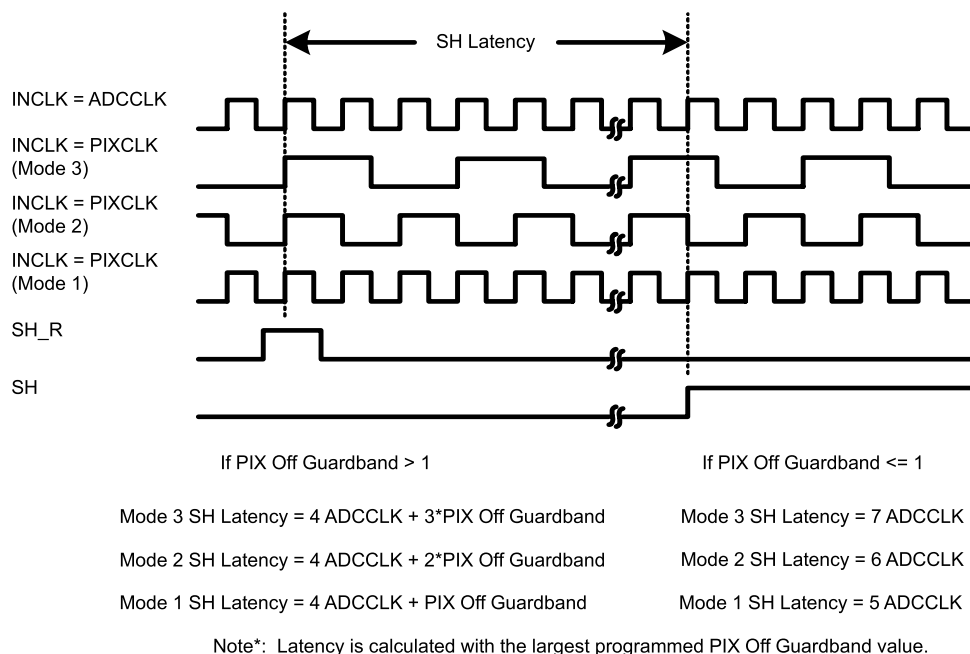 SH Latency
INCLK = ADCCLK
INCLK = PIXCLK
(Mode 3)
INCLK = PIXCLK
(Mode 2)
INCLK = PIXCLK
(Mode 1)
SH_R
SH
If PIX Off Guardband > 1
If PIX Off Guardband <= 1
Mode 3 SH Latency = 4 ADCCLK + 3*PIX Off Guardband
Mode 3 SH Latency = 7 ADCCLK
Mode 2 SH Latency = 4 ADCCLK + 2*PIX Off Guardband
Mode 2 SH Latency = 6 ADCCLK
Mode 1 SH Latency = 4 ADCCLK + PIX Off Guardband
Mode 1 SH Latency = 5 ADCCLK
Note*:  Latency is calculated with the largest programmed PIX Off Guardband value.